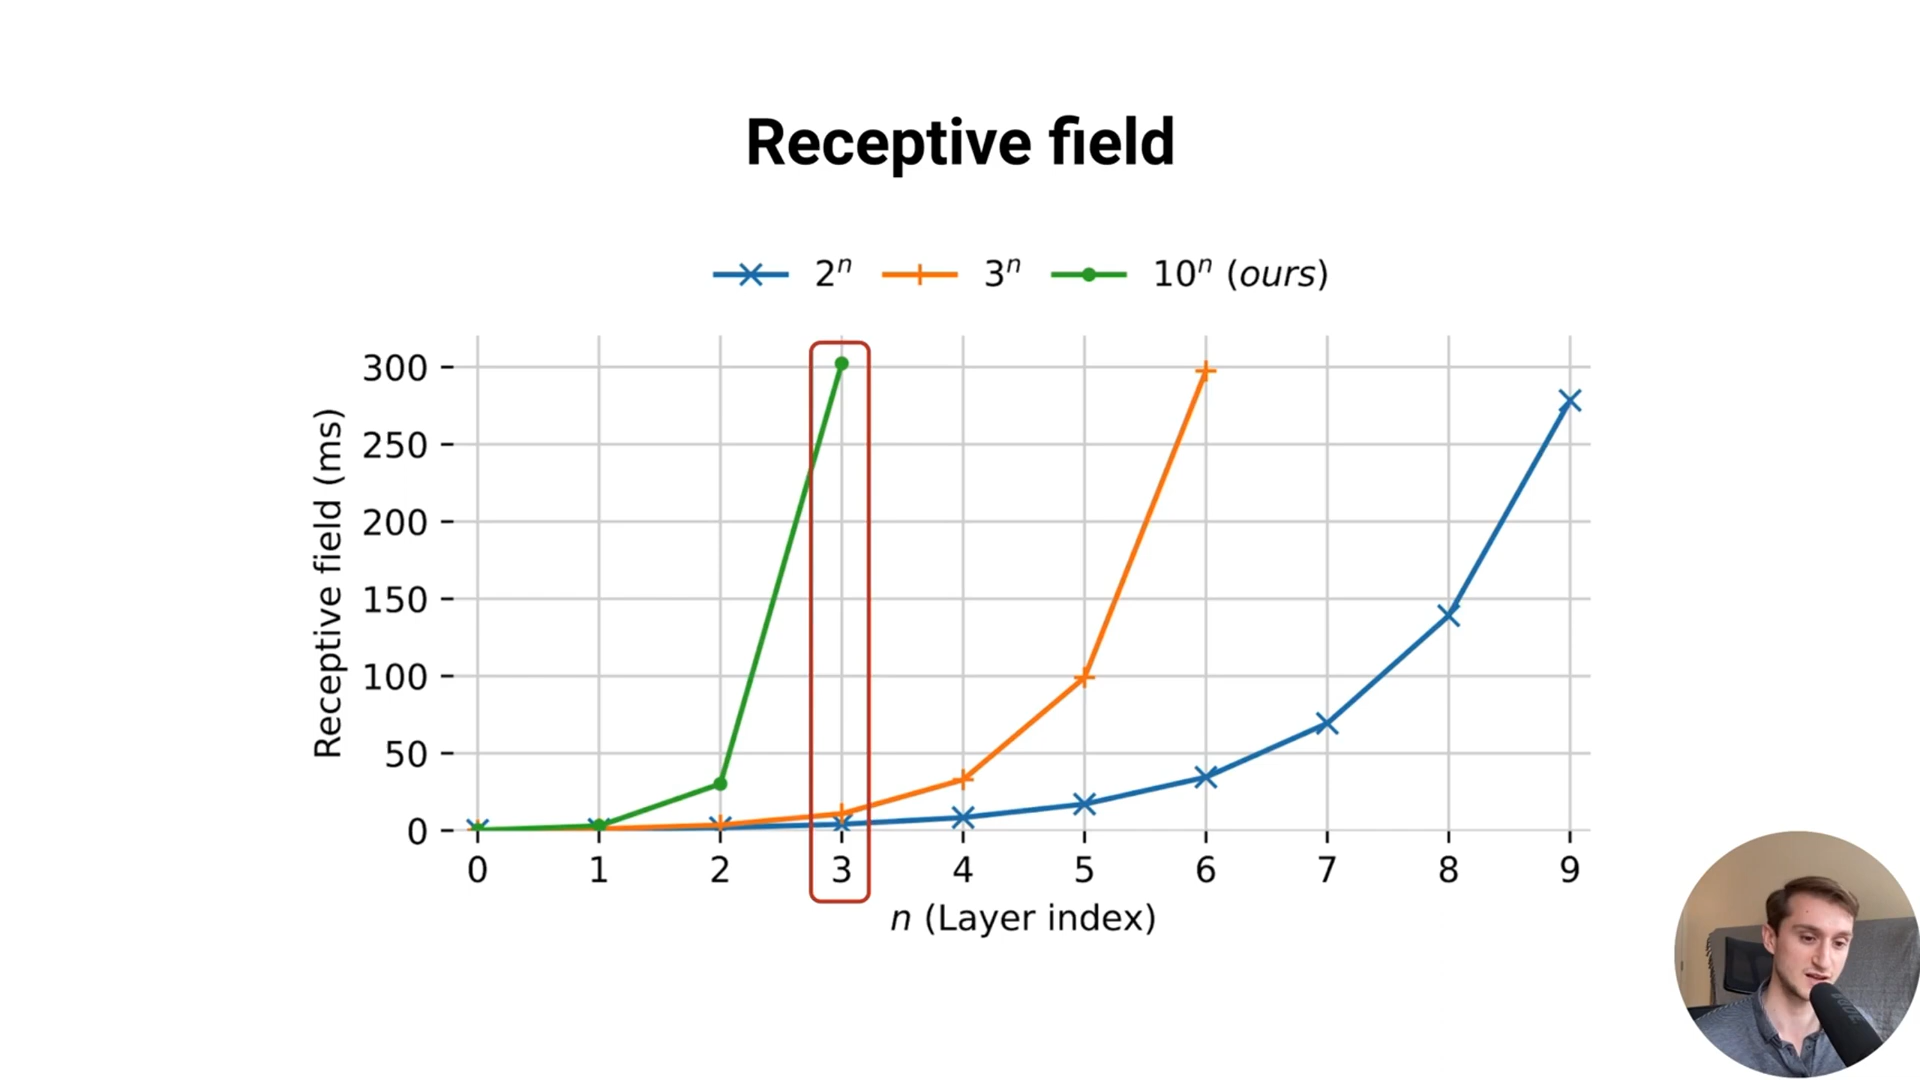 Receptive field
2ⁿ 3ⁿ 10ⁿ (ours)
Receptive field (ms)
300
250
200
150
100
50
0
0 1 2 3 4 5 6 7 8 9
n (Layer index)